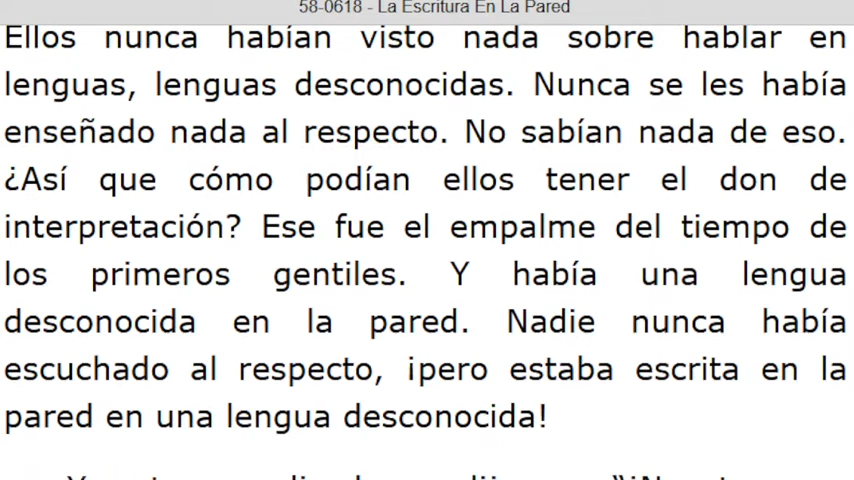 58-0618 - La Escritura En La Pared
Ellos nunca habían visto nada sobre hablar en
lenguas, lenguas desconocidas. Nunca se les había
enseñado nada al respecto. No sabían nada de eso.
¿Así que cómo podían ellos tener el don de
interpretación? Ese fue el empalme del tiempo de
los primeros gentiles. Y había una lengua
desconocida en la pared. Nadie nunca había
escuchado al respecto, ¡pero estaba escrita en la
pared en una lengua desconocida!